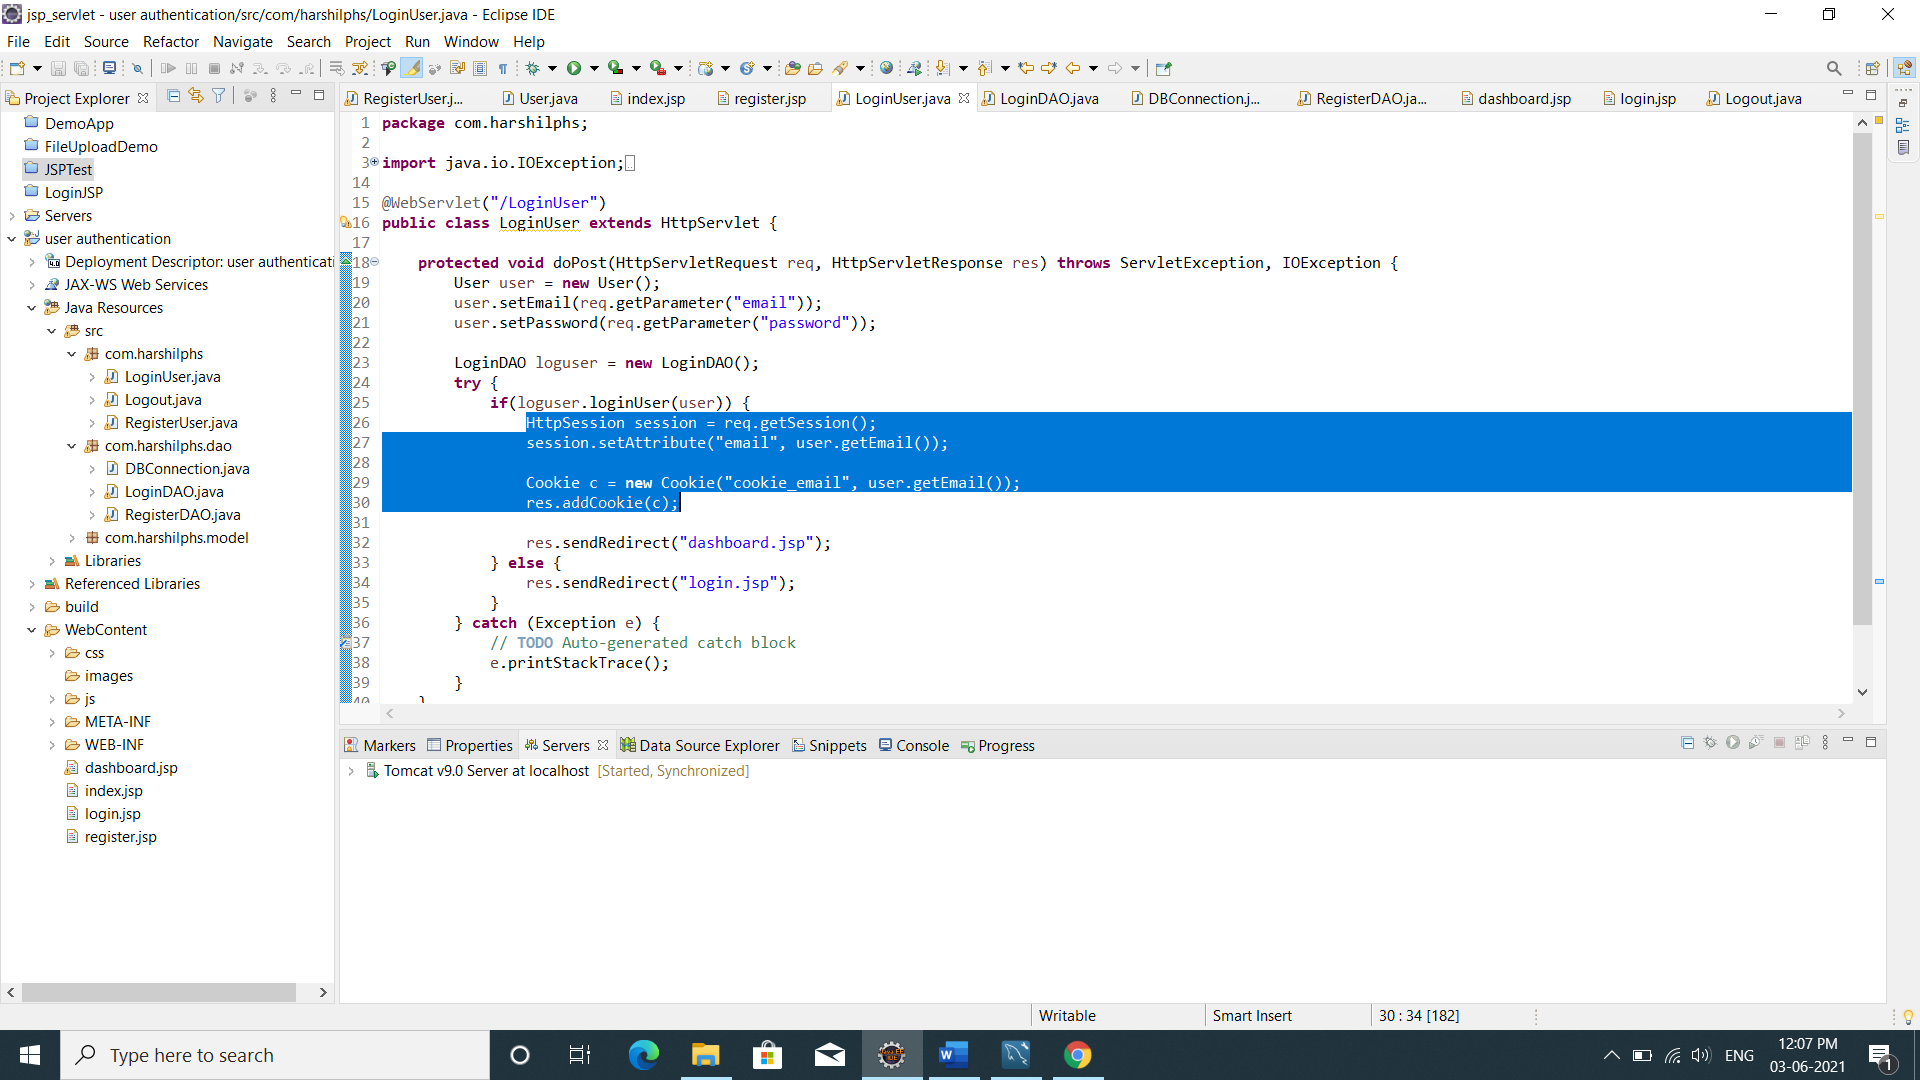 jsp_servlet - user authentication/src/com/harshilphs/LoginUser.java - Eclipse IDE
File Edit Source Refactor Navigate Search Project Run Window Help
Project Explorer
RegisterUser.j... User.java index.jsp register.jsp LoginUser.java LoginDAO.java DBConnection.j... RegisterDAO.ja... dashboard.jsp login.jsp Logout.java
DemoApp
FileUploadDemo
JSPTest
LoginJSP
Servers
user authentication
Deployment Descriptor: user authenticati
JAX-WS Web Services
Java Resources
src
com.harshilphs
LoginUser.java
Logout.java
RegisterUser.java
com.harshilphs.dao
DBConnection.java
LoginDAO.java
RegisterDAO.java
com.harshilphs.model
Libraries
Referenced Libraries
build
WebContent
css
images
js
META-INF
WEB-INF
dashboard.jsp
index.jsp
login.jsp
register.jsp
1 package com.harshilphs;
2
3 import java.io.IOException;
14
15 @WebServlet("/LoginUser")
16 public class LoginUser extends HttpServlet {
17
18 protected void doPost(HttpServletRequest req, HttpServletResponse res) throws ServletException, IOException {
19 User user = new User();
20 user.setEmail(req.getParameter("email"));
21 user.setPassword(req.getParameter("password"));
22
23 LoginDAO loguser = new LoginDAO();
24 try {
25 if(loguser.loginUser(user)) {
26 HttpSession session = req.getSession();
27 session.setAttribute("email", user.getEmail());
28
29 Cookie c = new Cookie("cookie_email", user.getEmail());
30 res.addCookie(c);
31
32 res.sendRedirect("dashboard.jsp");
33 } else {
34 res.sendRedirect("login.jsp");
35 }
36 } catch (Exception e) {
37 // TODO Auto-generated catch block
38 e.printStackTrace();
39 }
40 }
Markers Properties Servers Data Source Explorer Snippets Console Progress
Tomcat v9.0 Server at localhost [Started, Synchronized]
Writable Smart Insert 30 : 34 [182]
Type here to search
ENG
12:07 PM
03-06-2021
1